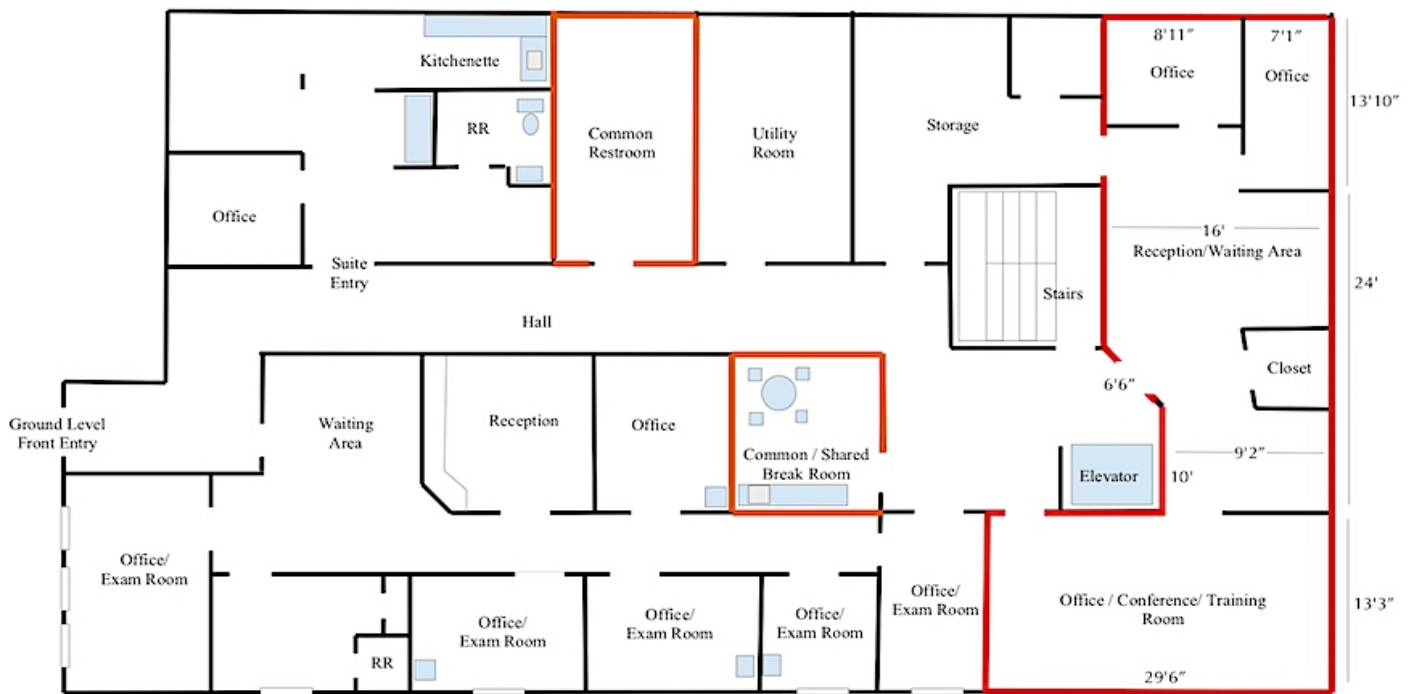 8'11”
7'1”
Office
Office
13'10”
Kitchenette
RR
Common
Restroom
Utility
Room
Storage
Office
16'
Reception/Waiting Area
Suite
Entry
Stairs
24'
Hall
Closet
6'6”
Ground Level
Front Entry
Waiting
Area
Reception
Office
Common / Shared
Break Room
Elevator
10'
9'2”
Office/
Exam Room
Office/
Exam Room
Office / Conference/ Training
Room
13'3”
Office/
Exam Room
Office/
Exam Room
Office/
Exam Room
RR
29'6”